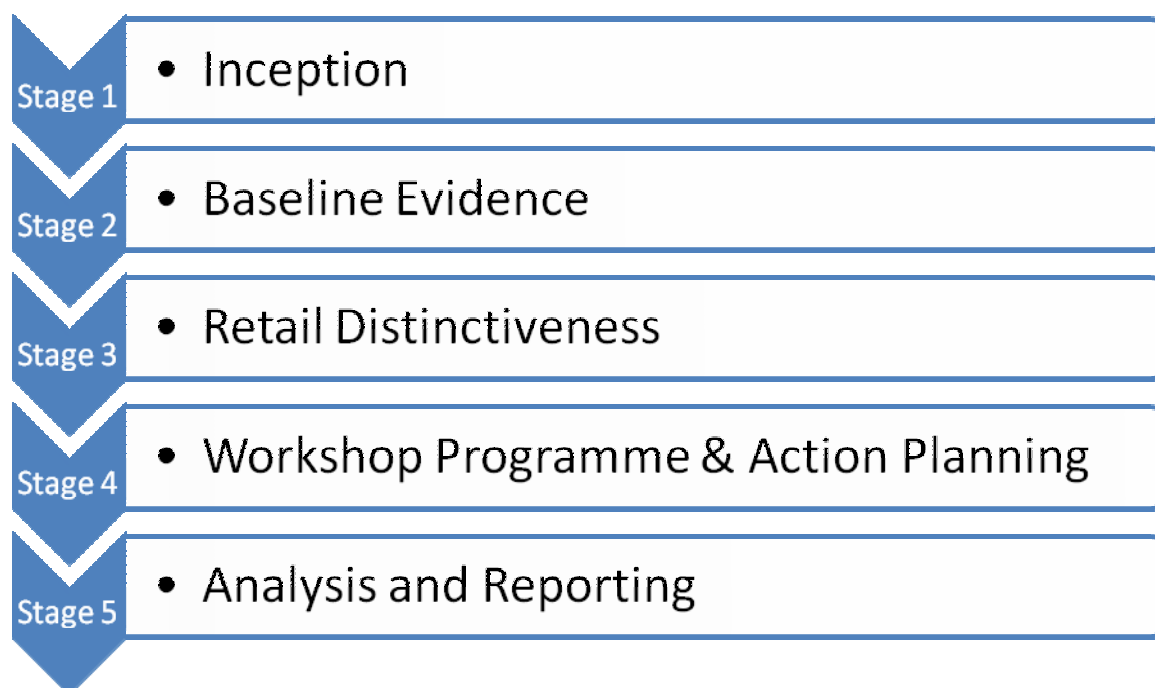 Stage 1
• Inception
Stage 2
• Baseline Evidence
Stage 3
• Retail Distinctiveness
Stage 4
• Workshop Programme & Action Planning
Stage 5
• Analysis and Reporting